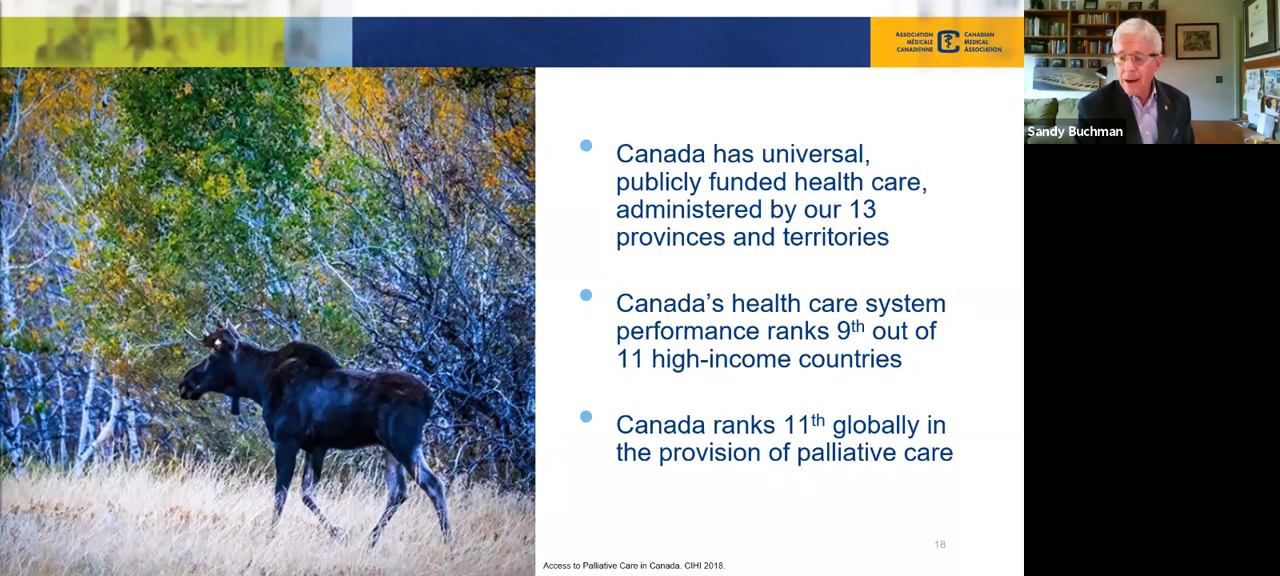 ASSOCIATION
MÉDICALE
CANADIENNE
CANADIAN
MEDICAL
ASSOCIATION
Sandy Buchman
Canada has universal,
publicly funded health care,
administered by our 13
provinces and territories
Canada’s health care system
performance ranks 9th out of
11 high-income countries
Canada ranks 11th globally in
the provision of palliative care
18
Access to Palliative Care in Canada. CIHI 2018.